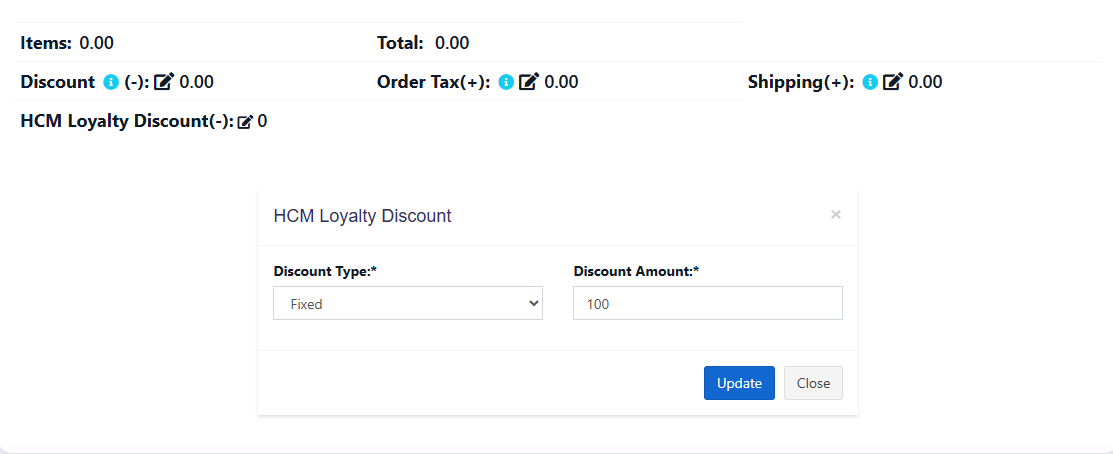 Items: 0.00 Total: 0.00
Discount (-): 0.00 Order Tax(+): 0.00 Shipping(+): 0.00
HCM Loyalty Discount(-): 0
HCM Loyalty Discount ×
Discount Type:* Discount Amount:*
Fixed 100
Update Close